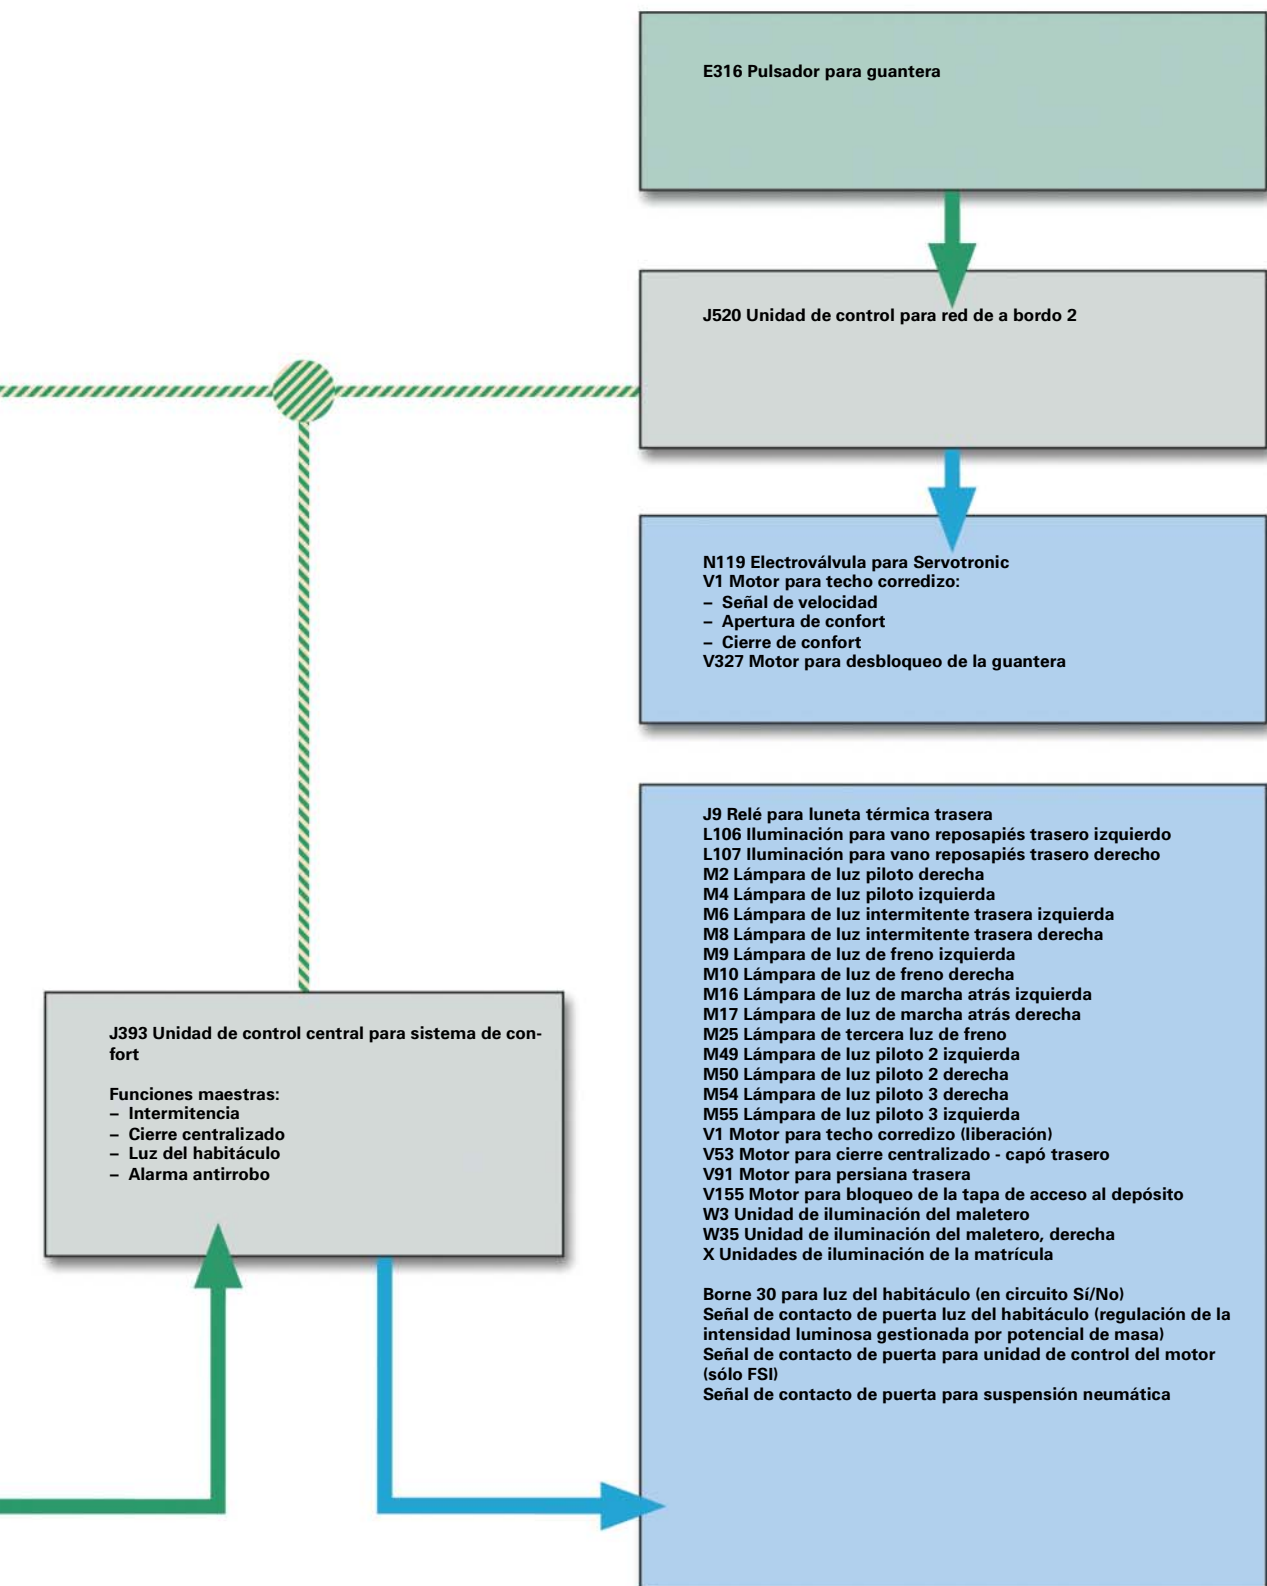 E316 Pulsador para guantera
J520 Unidad de control para red de a bordo 2
N119 Electroválvula para Servotronic
V1 Motor para techo corredizo:
– Señal de velocidad
– Apertura de confort
– Cierre de confort
V327 Motor para desbloqueo de la guantera
J9 Relé para luneta térmica trasera
L106 Iluminación para vano reposapiés trasero izquierdo
L107 Iluminación para vano reposapiés trasero derecho
M2 Lámpara de luz piloto derecha
M4 Lámpara de luz piloto izquierda
M6 Lámpara de luz intermitente trasera izquierda
M8 Lámpara de luz intermitente trasera derecha
M9 Lámpara de luz de freno izquierda
M10 Lámpara de luz de freno derecha
M16 Lámpara de luz de marcha atrás izquierda
M17 Lámpara de luz de marcha atrás derecha
M25 Lámpara de tercera luz de freno
M49 Lámpara de luz piloto 2 izquierda
M50 Lámpara de luz piloto 2 derecha
M54 Lámpara de luz piloto 3 derecha
M55 Lámpara de luz piloto 3 izquierda
V1 Motor para techo corredizo (liberación)
V53 Motor para cierre centralizado - capó trasero
V91 Motor para persiana trasera
V155 Motor para bloqueo de la tapa de acceso al depósito
W3 Unidad de iluminación del maletero
W35 Unidad de iluminación del maletero, derecha
X Unidades de iluminación de la matrícula
Borne 30 para luz del habitáculo (en circuito Sí/No)
Señal de contacto de puerta luz del habitáculo (regulación de la
intensidad luminosa gestionada por potencial de masa)
Señal de contacto de puerta para unidad de control del motor
(sólo FSI)
Señal de contacto de puerta para suspensión neumática
J393 Unidad de control central para sistema de con-
fort
Funciones maestras:
– Intermitencia
– Cierre centralizado
– Luz del habitáculo
– Alarma antirrobo